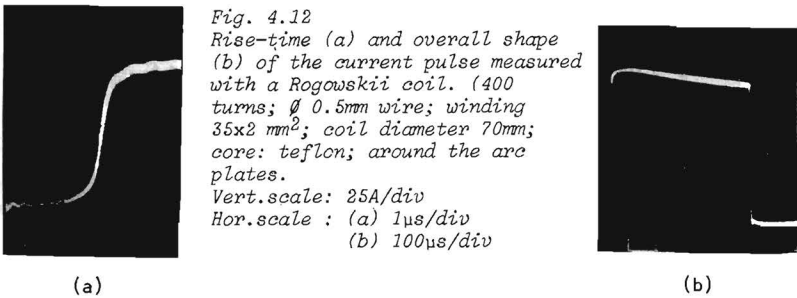 Fig. 4.12
Rise-time (a) and overall shape
(b) of the current pulse measured
with a Rogowskii coil. (400
turns; Ø 0.5mm wire; winding
35x2 mm²; coil diameter 70mm;
core: teflon; around the arc
plates.
Vert.scale: 25A/div
Hor.scale : (a) 1µs/div
(b) 100µs/div
(a)
(b)